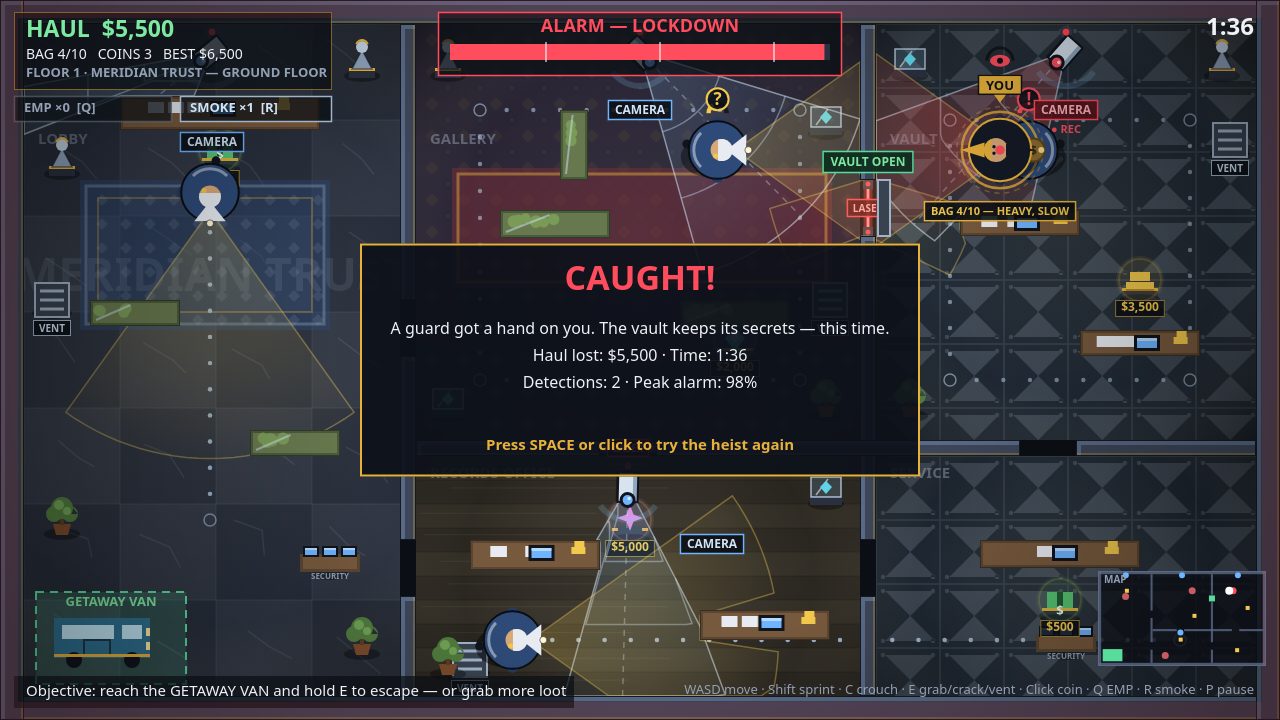 HAUL $5,500
BAG 4/10 COINS 3 BEST $6,500
FLOOR 1 · MERIDIAN TRUST — GROUND FLOOR
EMP ×0 [Q]
SMOKE ×1 [R]
ALARM — LOCKDOWN
1:36
LOBBY
CAMERA
GALLERY
CAMERA
?
YOU
!
CAMERA
REC
VAULT
VENT
VAULT OPEN
LASE
BAG 4/10 — HEAVY, SLOW
MERIDIAN TRU
VENT
$3,500
CAUGHT!
A guard got a hand on you. The vault keeps its secrets — this time.
Haul lost: $5,500 · Time: 1:36
$2,000
Detections: 2 · Peak alarm: 98%
Press SPACE or click to try the heist again
RECORDS OFFICE
SERVICE
$5,000
CAMERA
SECURITY
GETAWAY VAN
$
$500
SECURITY
MAP
VENT
Objective: reach the GETAWAY VAN and hold E to escape — or grab more loot
WASD move · Shift sprint · C crouch · E grab/crack/vent · Click coin · Q EMP · R smoke · P pause